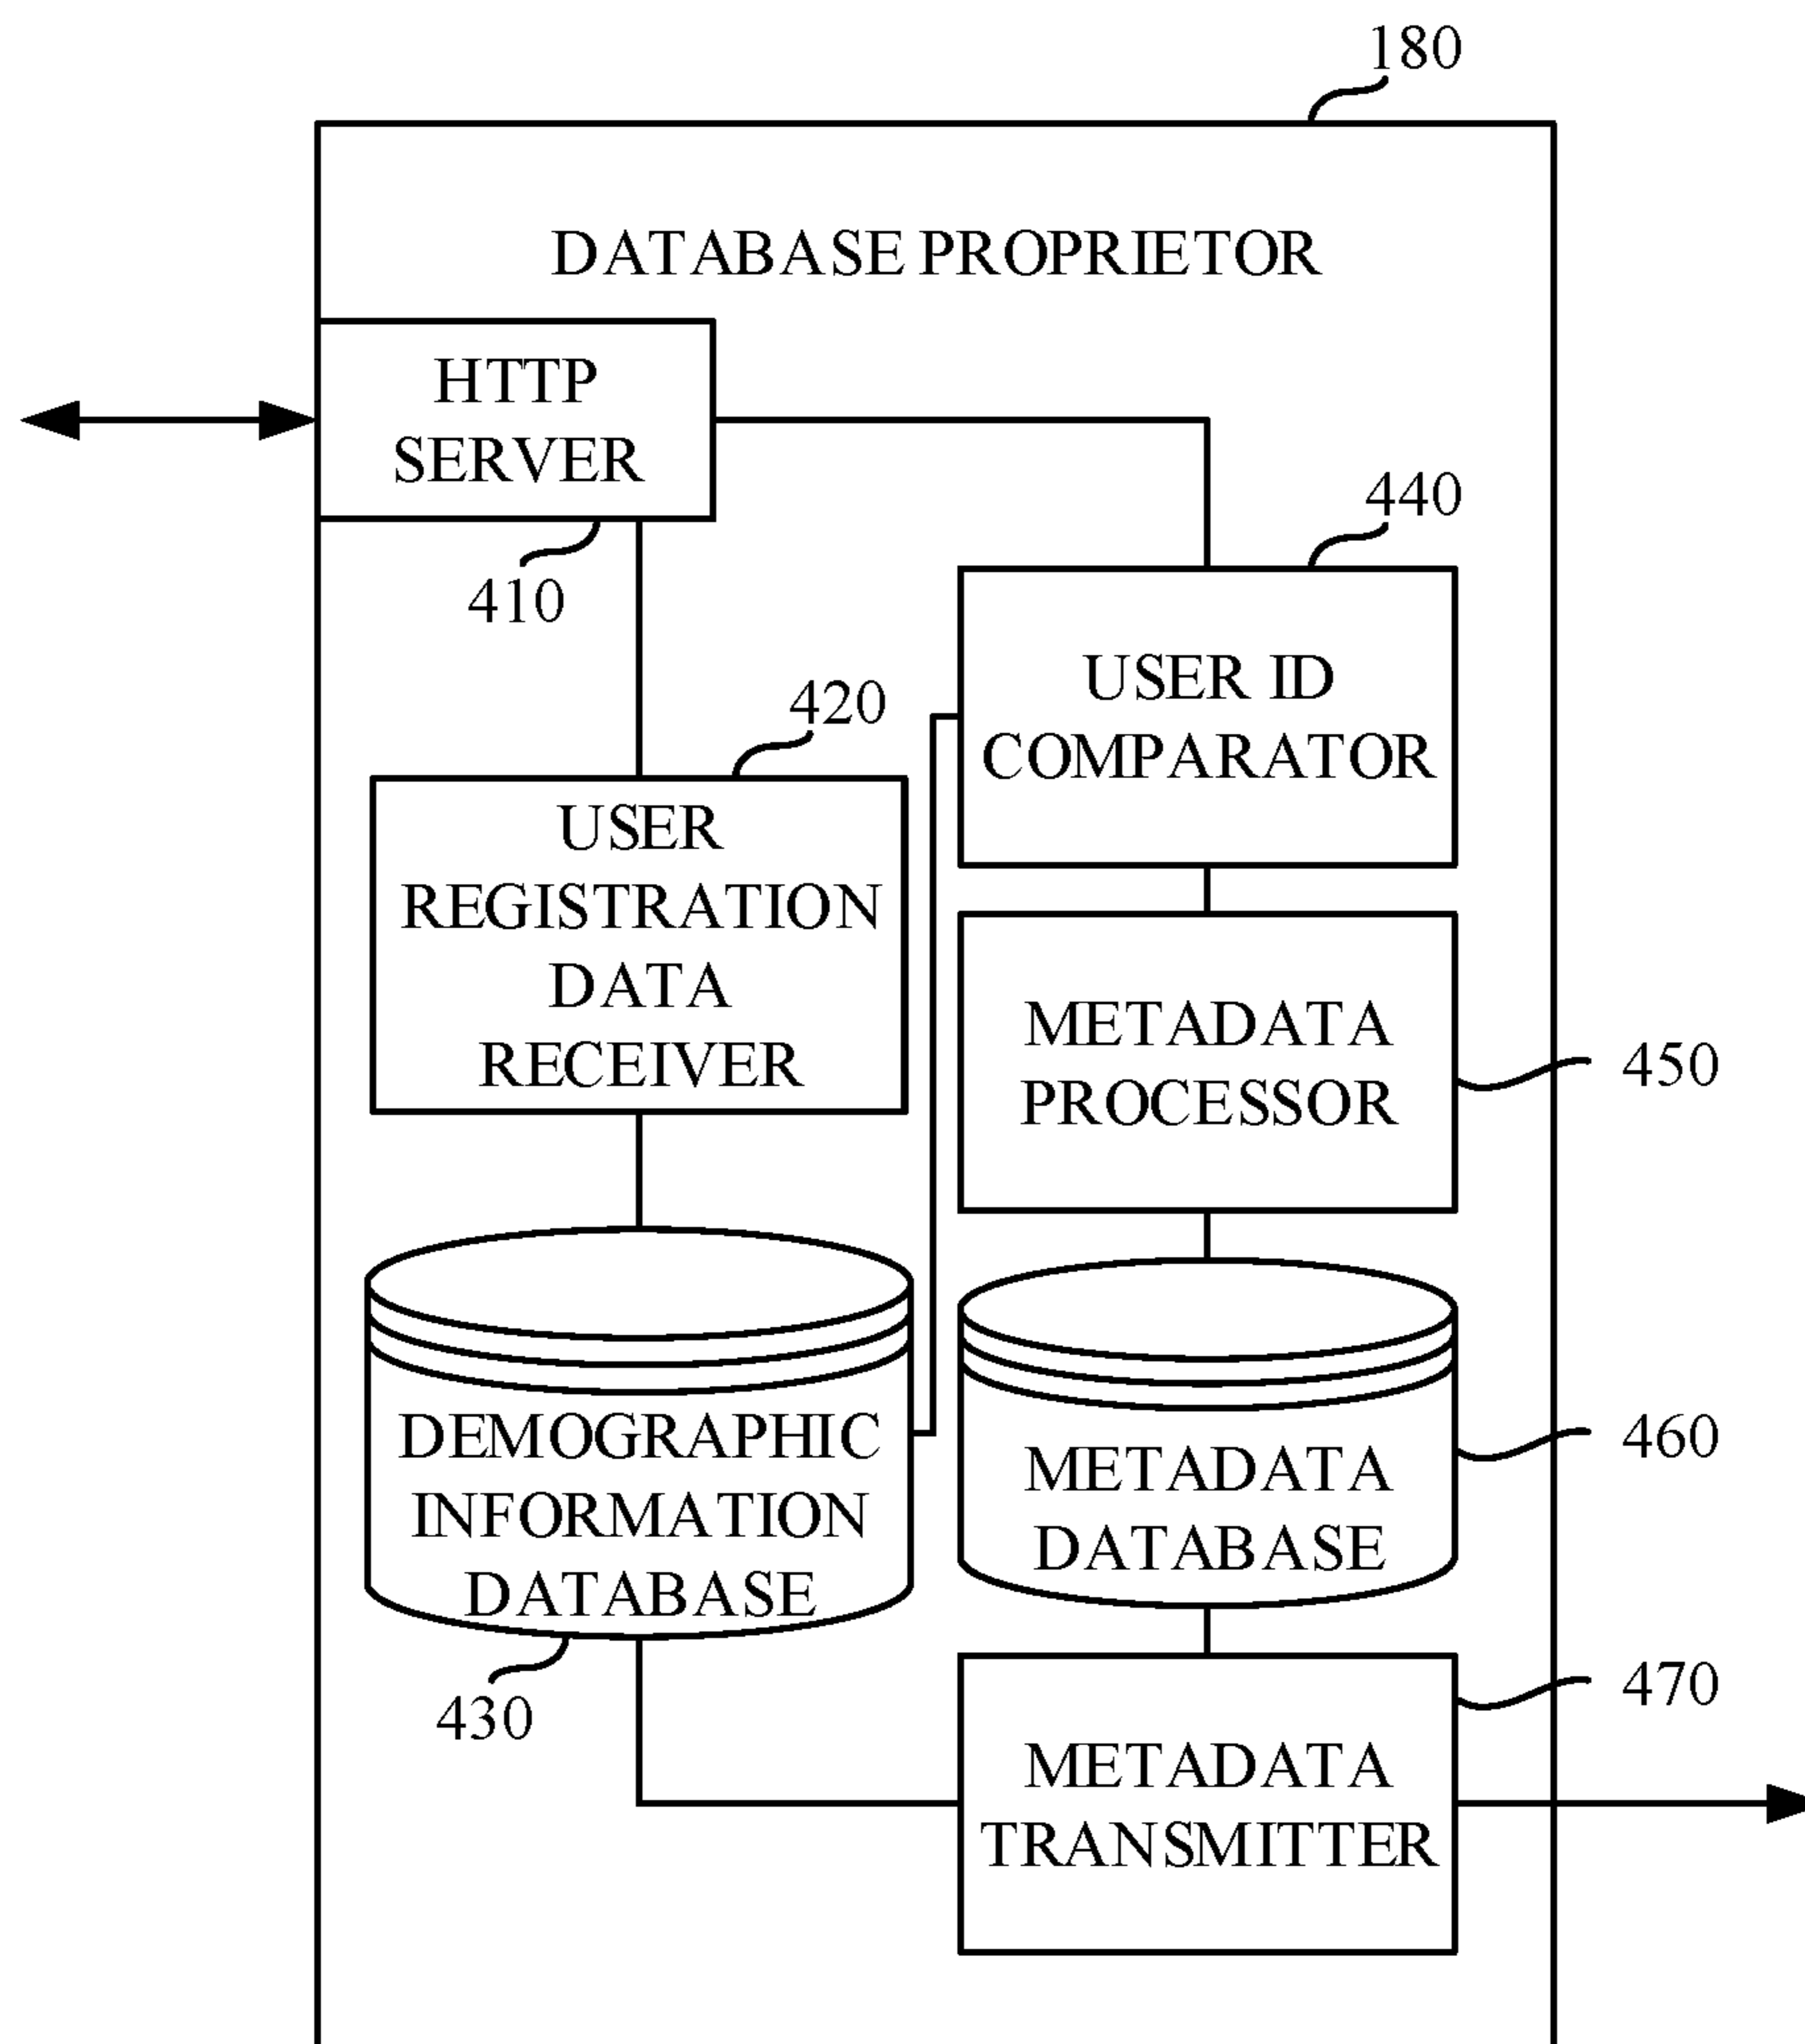 180
DATABASE PROPRIETOR
HTTP
SERVER
410
440
USER ID
COMPARATOR
420
USER
REGISTRATION
DATA
RECEIVER
METADATA
PROCESSOR
450
DEMOGRAPHIC
INFORMATION
DATABASE
430
METADATA
DATABASE
460
470
METADATA
TRANSMITTER